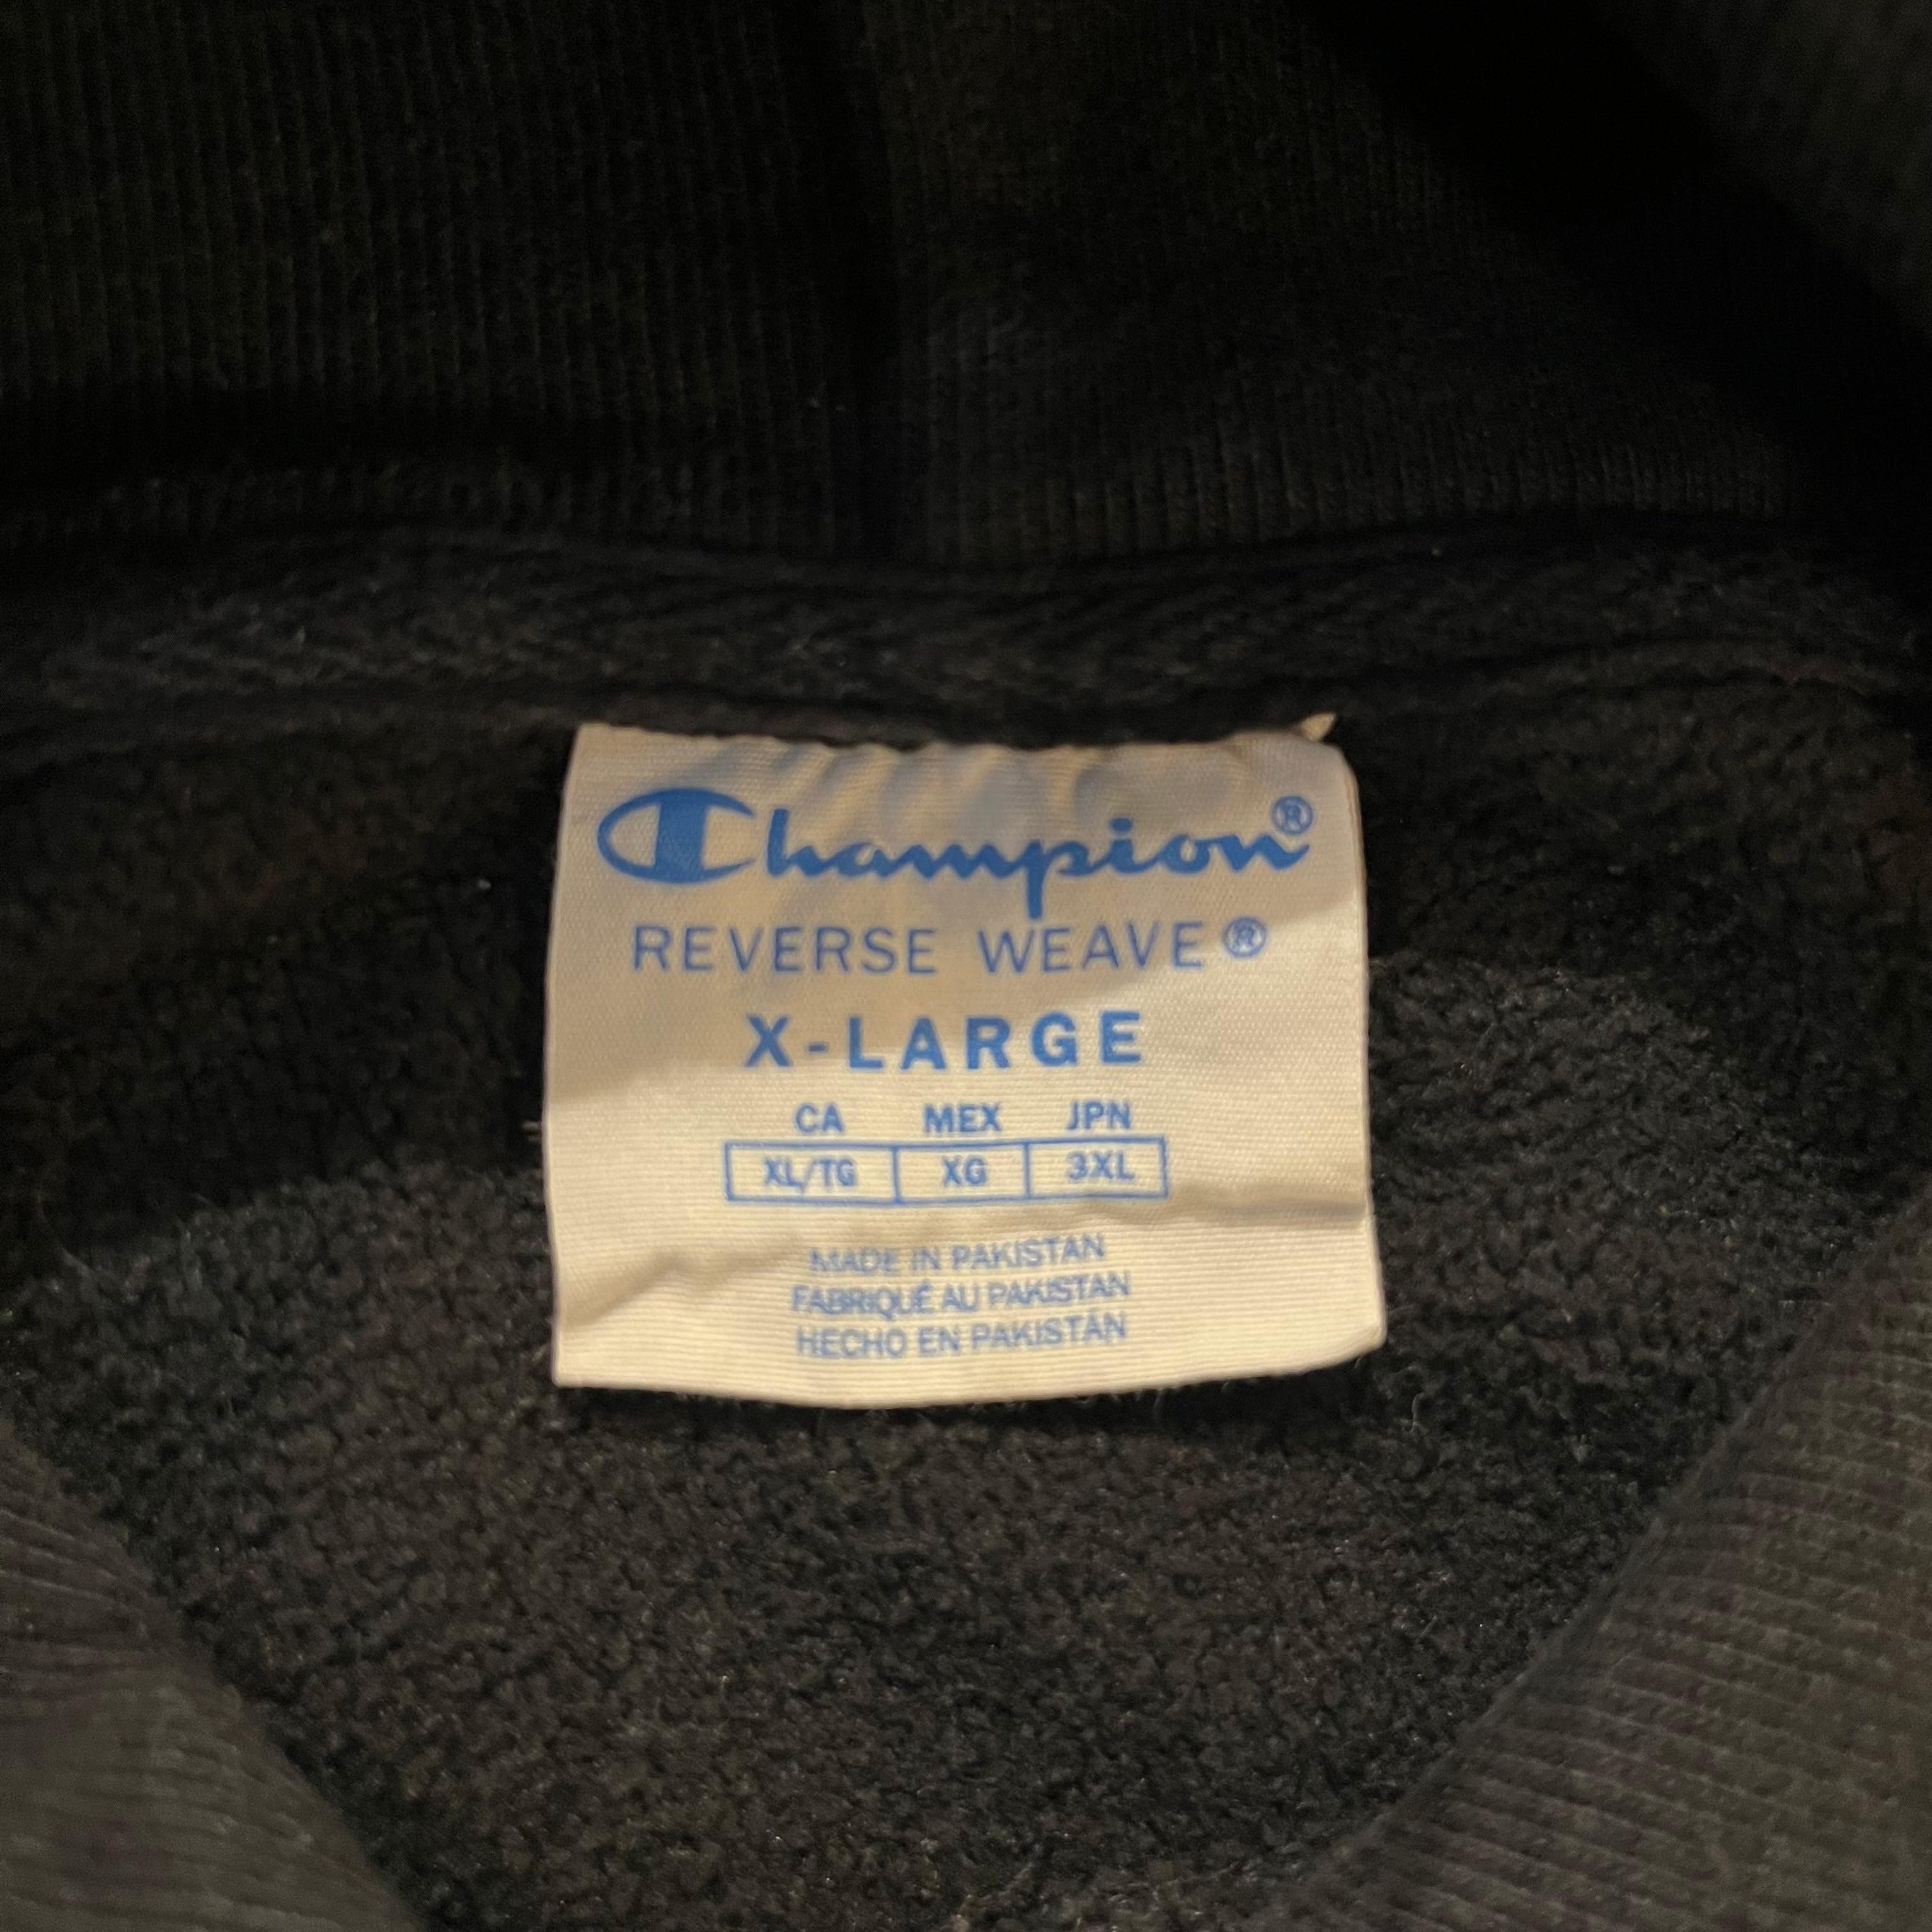 Champion®
REVERSE WEAVE®
X-LARGE
CA MEX JPN
XL/TG XG 3XL
MADE IN PAKISTAN
FABRIQUÉ AU PAKISTAN
HECHO EN PAKISTÁN